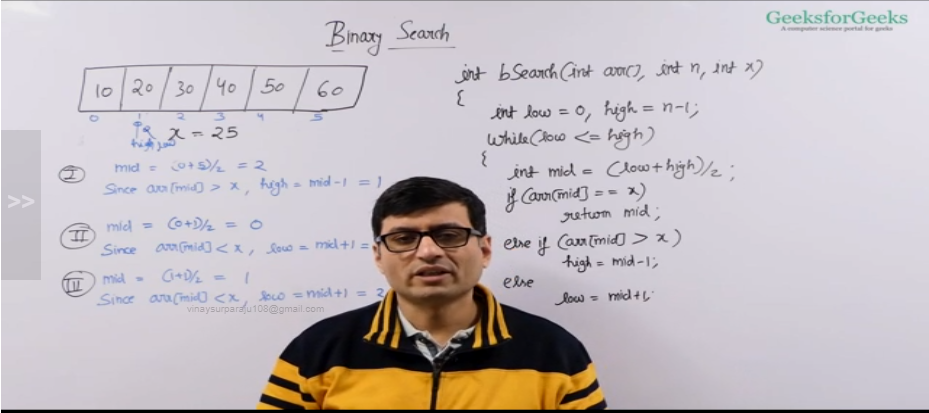 GeeksforGeeks
A computer science portal for geeks
Binary Search
10 20 30 40 50 60
0 1 2 3 4 5
high low
x = 25
I mid = (0+5)/2 = 2
Since arr[mid] > x, high = mid-1 = 1
II mid = (0+1)/2 = 0
Since arr[mid] < x, low = mid+1 =
III mid = (1+1)/2 = 1
Since arr[mid] < x, low = mid+1 = 2
vinaysurparaju108@gmail.com
int bSearch(int arr[], int n, int x)
{
int low = 0, high = n-1;
while(low <= high)
{
int mid = (low+high)/2;
if (arr[mid] == x)
return mid;
else if (arr[mid] > x)
high = mid-1;
else
low = mid+1;
>>